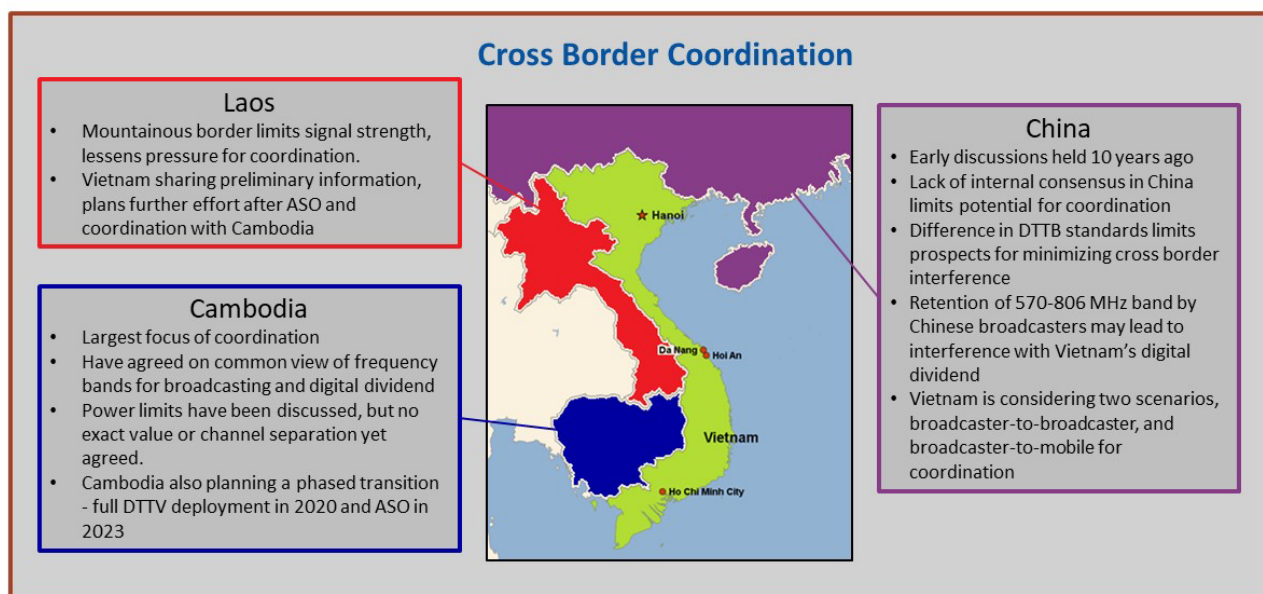 Cross Border Coordination
Laos
• Mountainous border limits signal strength,
lessens pressure for coordination.
• Vietnam sharing preliminary information,
plans further effort after ASO and
coordination with Cambodia
Cambodia
• Largest focus of coordination
• Have agreed on common view of frequency
bands for broadcasting and digital dividend
• Power limits have been discussed, but no
exact value or channel separation yet
agreed.
• Cambodia also planning a phased transition
- full DTTV deployment in 2020 and ASO in
2023
Hanoi
Da Nang
Hoi An
Vietnam
Ho Chi Minh City
China
• Early discussions held 10 years ago
• Lack of internal consensus in China
limits potential for coordination
• Difference in DTTB standards limits
prospects for minimizing cross border
interference
• Retention of 570-806 MHz band by
Chinese broadcasters may lead to
interference with Vietnam’s digital
dividend
• Vietnam is considering two scenarios,
broadcaster-to-broadcaster, and
broadcaster-to-mobile for
coordination